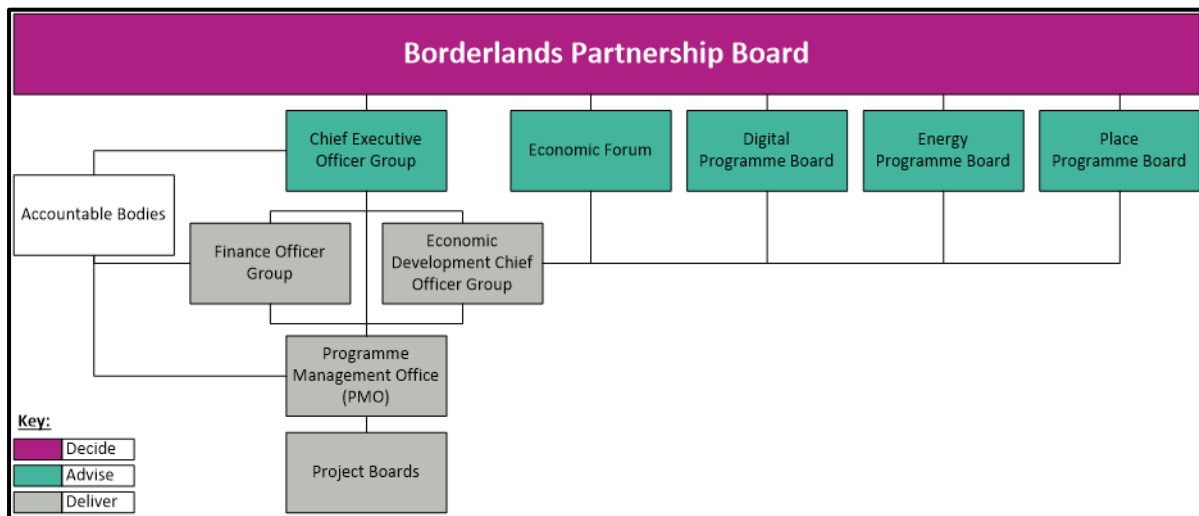 Borderlands Partnership Board
Chief Executive
Officer Group
Economic Forum
Digital
Programme Board
Energy
Programme Board
Place
Programme Board
Accountable Bodies
Finance Officer
Group
Economic
Development Chief
Officer Group
Programme
Management Office
(PMO)
Project Boards
Key:
Decide
Advise
Deliver